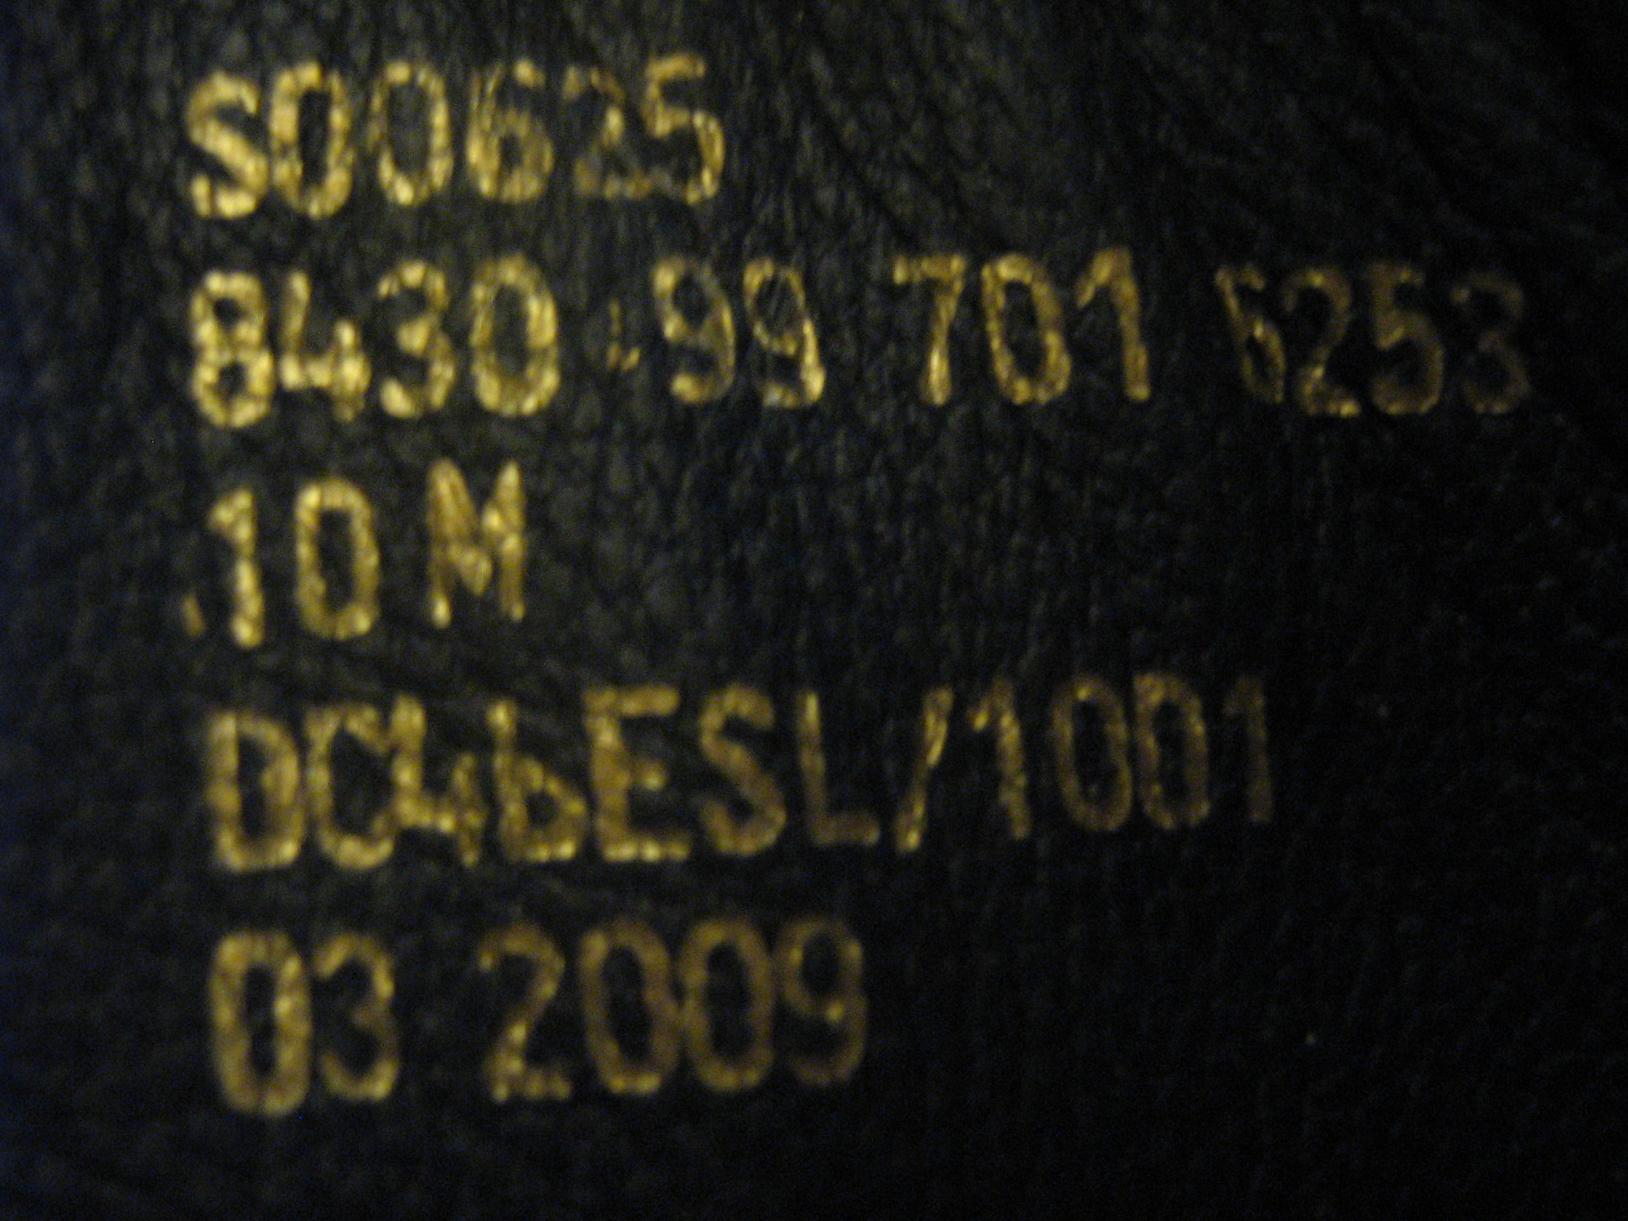 S00625
8430-99 701 6253
10 M
DC4bESL/1001
03 2009